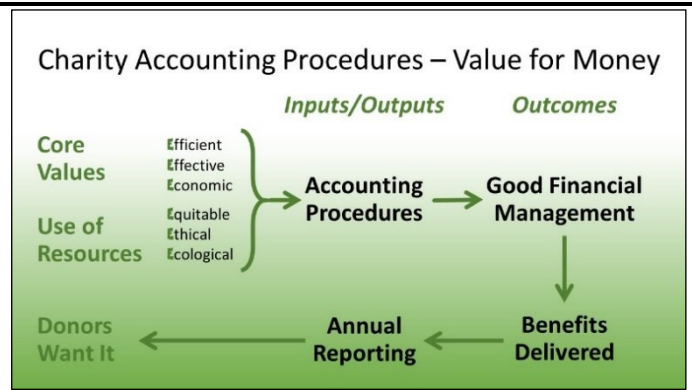 Charity Accounting Procedures – Value for Money
Inputs/Outputs
Outcomes
Core
Values
Efficient
Effective
Economic
Use of
Resources
Equitable
Ethical
Ecological
Accounting
Procedures
Good Financial
Management
Benefits
Delivered
Annual
Reporting
Donors
Want It